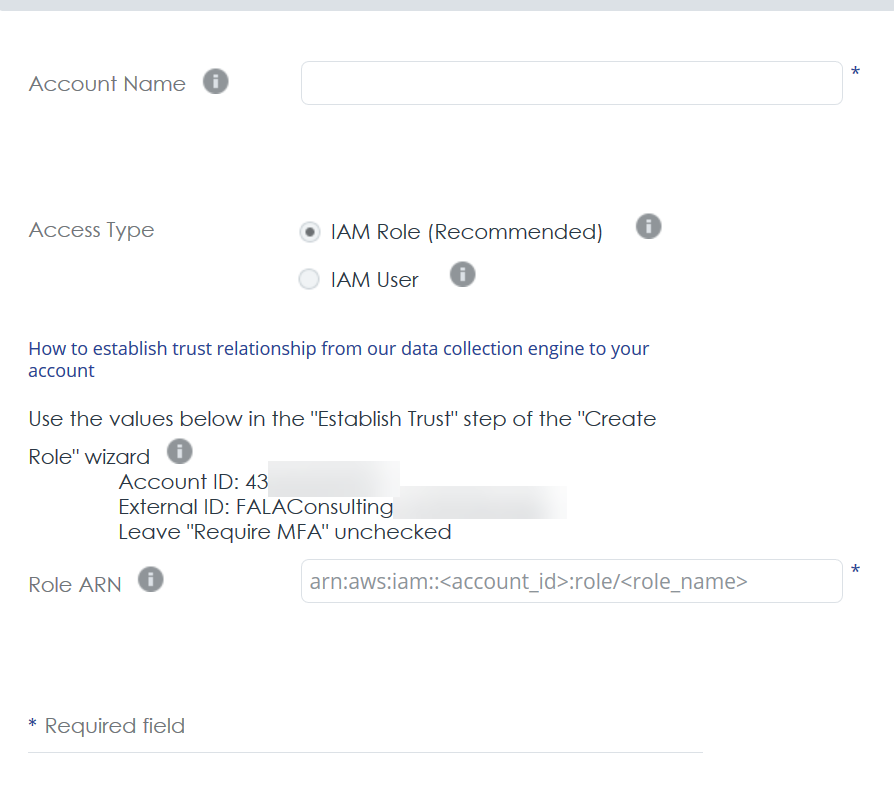 Account Name
*
Access Type
IAM Role (Recommended)
IAM User
How to establish trust relationship from our data collection engine to your
account
Use the values below in the "Establish Trust" step of the "Create
Role" wizard
Account ID: 43
External ID: FALAConsulting
Leave "Require MFA" unchecked
Role ARN
arn:aws:iam::<account_id>:role/<role_name>
*
* Required field